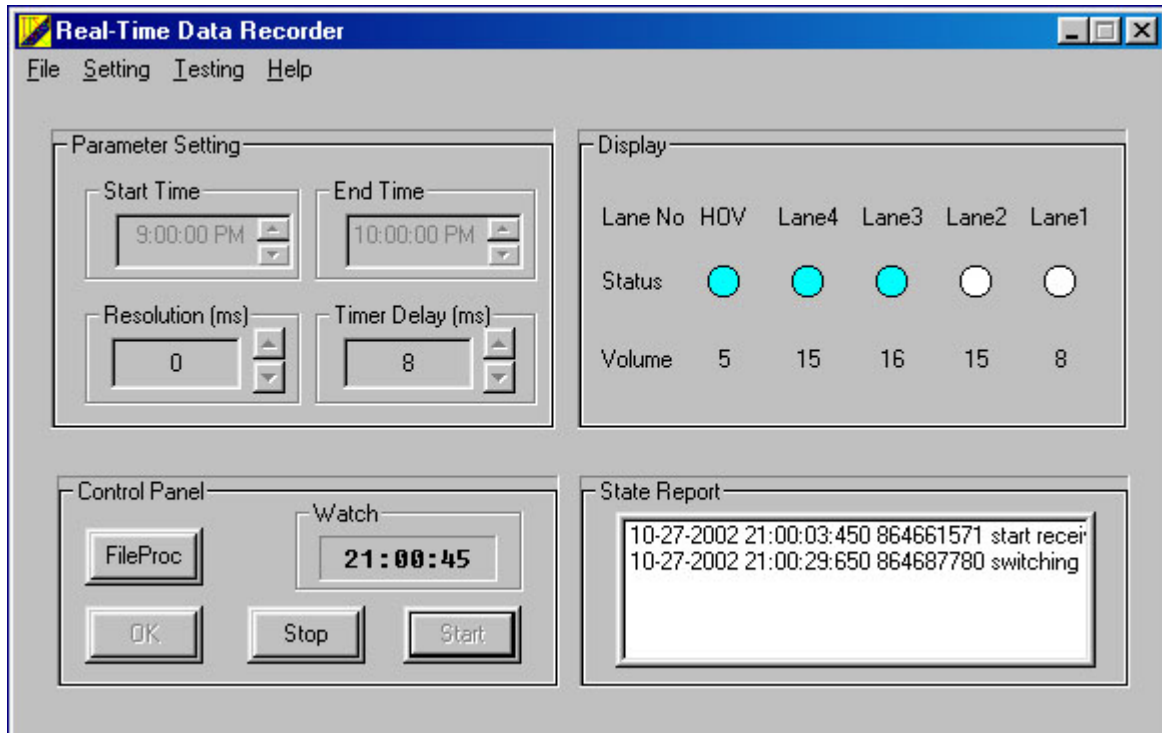 Real-Time Data Recorder
File Setting Testing Help
Parameter Setting
Start Time
9:00:00 PM
End Time
10:00:00 PM
Resolution (ms)
0
Timer Delay (ms)
8
Display
Lane No HOV Lane4 Lane3 Lane2 Lane1
Status
Volume 5 15 16 15 8
Control Panel
FileProc
Watch
21:00:45
OK
Stop
Start
State Report
10-27-2002 21:00:03:450 864661571 start recei
10-27-2002 21:00:29:650 864687780 switching